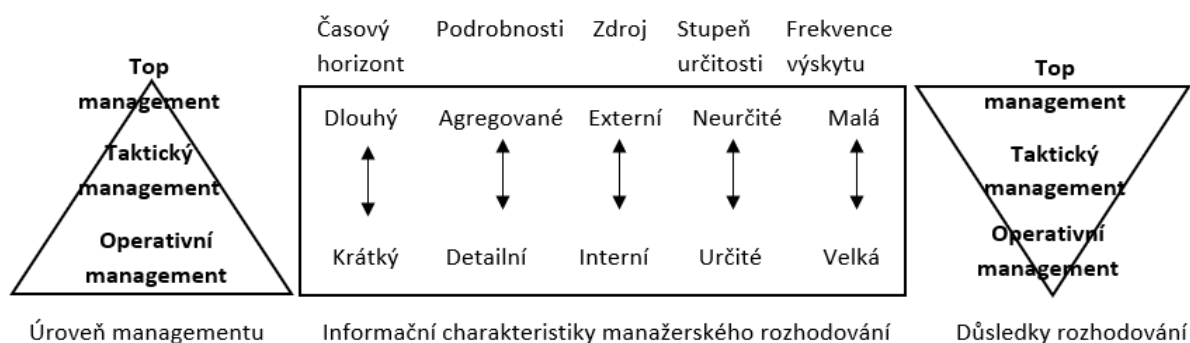 Časový Podrobnosti Zdroj Stupeň Frekvence
horizont určitosti výskytu
Top
management
Taktický
management
Operativní
management
Dlouhý Agregované Externí Neurčité Malá
Krátký Detailní Interní Určité Velká
Top
management
Taktický
management
Operativní
management
Úroveň managementu Informační charakteristiky manažerského rozhodování Důsledky rozhodování